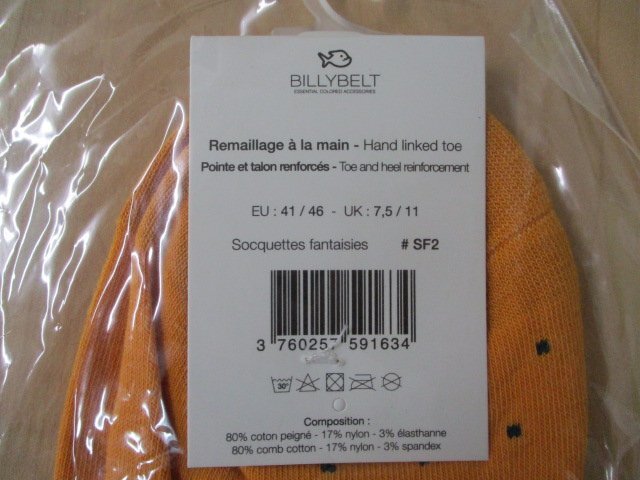 BILLYBELT
ESSENTIAL COLORED ACCESSORIES
Remaillage à la main - Hand linked toe
Pointe et talon renforcés - Toe and heel reinforcement
EU : 41 / 46 - UK : 7,5 / 11
Socquettes fantaisies # SF2
3 760257 591634
30°
Composition :
80% coton peigné - 17% nylon - 3% élasthanne
80% comb cotton - 17% nylon - 3% spandex